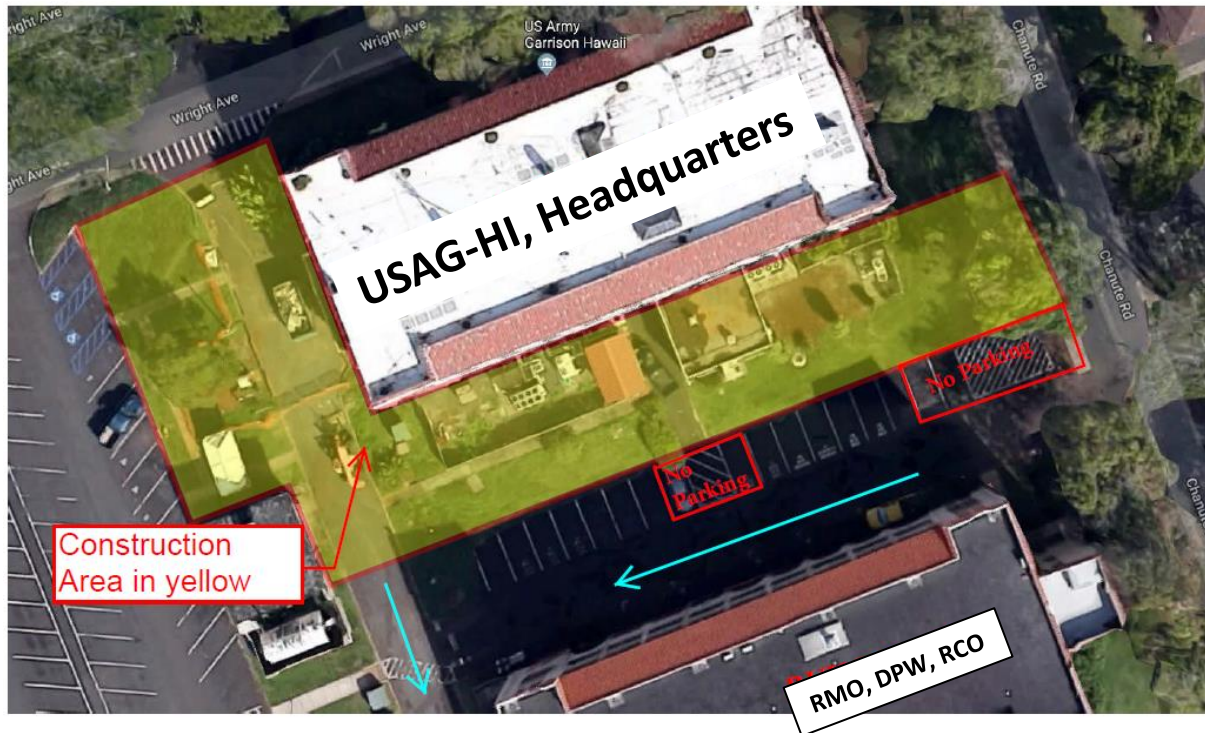 Wright Ave
Wright Ave
Wright Ave
US Army
Garrison Hawaii
Chanute Rd
USAG-HI, Headquarters
Chanute Rd
No Parking
No
Parking
Construction
Area in yellow
Chanute
RMO, DPW, RCO